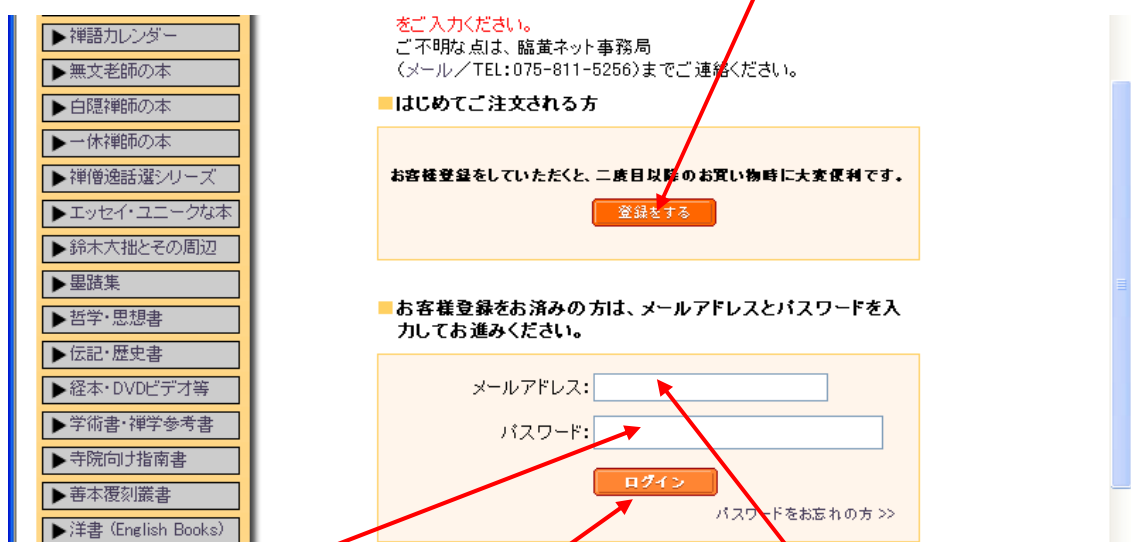 ▶禅語カレンダー
▶無文老師の本
▶白隠禅師の本
▶一休禅師の本
▶禅僧逸話選シリーズ
▶エッセイ・ユニークな本
▶鈴木大拙とその周辺
▶墨蹟集
▶哲学・思想書
▶伝記・歴史書
▶経本・DVDビデオ等
▶学術書・禅学参考書
▶寺院向け指南書
▶善本覆刻叢書
▶洋書（English Books）
をご入力ください。
ご不明な点は、臨黄ネット事務局
（メール／TEL:075-811-5256）までご連絡ください。
■はじめてご注文される方
お客様登録をしていただくと、二度目以降のお買い物時に大変便利です。
登録をする
■お客様登録をお済みの方は、メールアドレスとパスワードを入
力してお進みください。
メールアドレス:
パスワード:
ログイン
パスワードをお忘れの方 >>